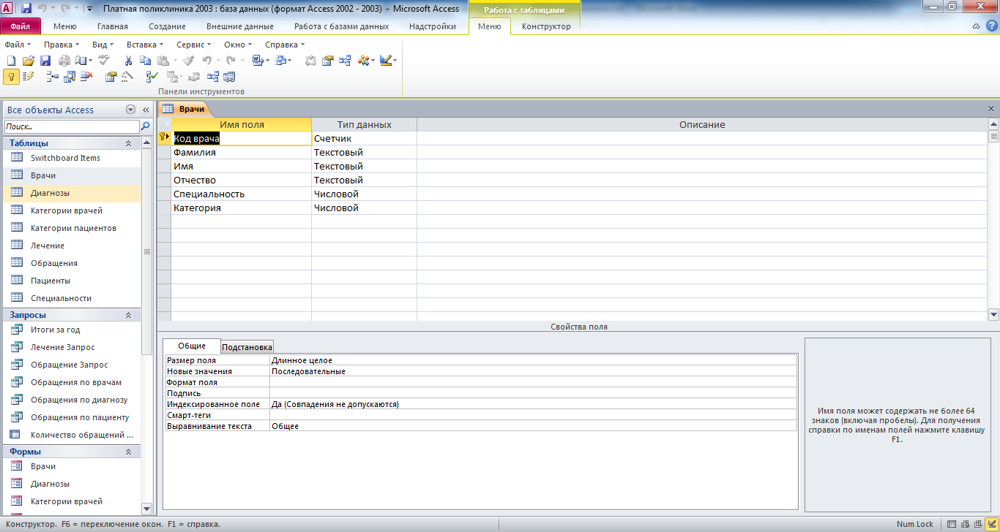 Платная поликлиника 2003 : база данных (формат Access 2002 - 2003) - Microsoft Access
Работа с таблицами
Файл Меню Главная Создание Внешние данные Работа с базами данных Надстройки Меню Конструктор
Файл Правка Вид Вставка Сервис Окно Справка
Панели инструментов
Все объекты Access
Поиск...
Таблицы
Switchboard Items
Врачи
Диагнозы
Категории врачей
Категории пациентов
Лечение
Обращения
Пациенты
Специальности
Запросы
Итоги за год
Лечение Запрос
Обращение Запрос
Обращения по врачам
Обращения по диагнозу
Обращения по пациенту
Количество обращений ...
Формы
Врачи
Диагнозы
Категории врачей
Врачи
Имя поля Тип данных Описание
Код врача Счетчик
Фамилия Текстовый
Имя Текстовый
Отчество Текстовый
Специальность Числовой
Категория Числовой
Свойства поля
Общие Подстановка
Размер поля Длинное целое
Новые значения Последовательные
Формат поля
Подпись
Индексированное поле Да (Совпадения не допускаются)
Смарт-теги
Выравнивание текста Общее
Имя поля может содержать не более 64
знаков (включая пробелы). Для получения
справки по именам полей нажмите клавишу
F1.
Конструктор. F6 = переключение окон. F1 = справка.
Num Lock